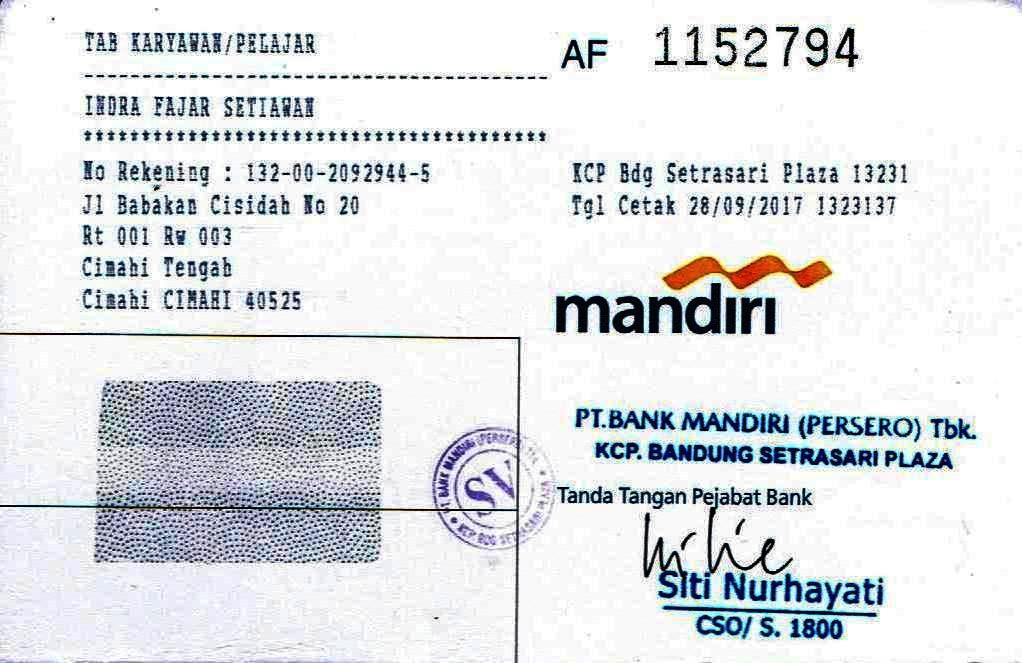 TAB KARYAWAN/PELAJAR
AF 1152794
INDRA FAJAR SETIAWAN
No Rekening : 132-00-2092944-5
Jl Babakan Cisidah No 20
Rt 001 Rw 003
Cimahi Tengah
Cimahi CIMAHI 40525
KCP Bdg Setrasari Plaza 13231
Tgl Cetak 28/09/2017 1323137
mandiri
PT.BANK MANDIRI (PERSERO) Tbk.
KCP. BANDUNG SETRASARI PLAZA
Tanda Tangan Pejabat Bank
Siti Nurhayati
CSO/ S. 1800
PT. BANK MANDIRI (PERSERO) Tbk.
SV
KCP BDG SETRASARI PLAZA